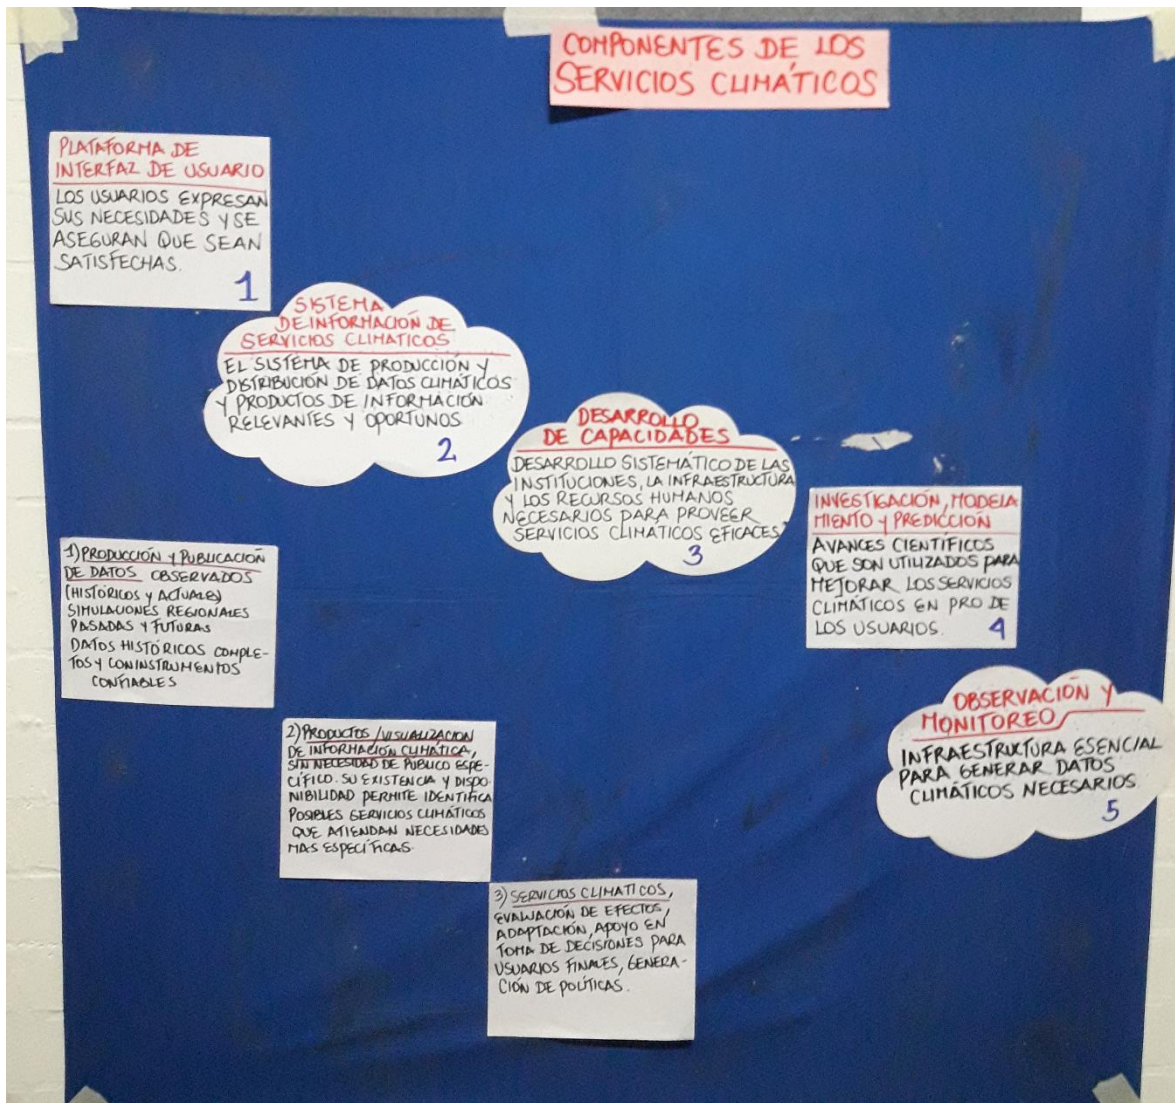 COMPONENTES DE LOS
SERVICIOS CLIMÁTICOS
PLATAFORMA DE
INTERFAZ DE USUARIO
LOS USUARIOS EXPRESAN
SUS NECESIDADES Y SE
ASEGURAN QUE SEAN
SATISFECHAS.
1
SISTEMA
DE INFORMACIÓN DE
SERVICIOS CLIMATICOS
EL SISTEMA DE PRODUCCIÓN Y
DISTRIBUCIÓN DE DATOS CLIMÁTICOS
Y PRODUCTOS DE INFORMACIÓN
RELEVANTES Y OPORTUNOS
2
DESARROLLO
DE CAPACIDADES
DESARROLLO SISTEMÁTICO DE LAS
INSTITUCIONES, LA INFRAESTRUCTURA
Y LOS RECURSOS HUMANOS
NECESARIOS PARA PROVEER
SERVICIOS CLIMATICOS EFICACES
3
INVESTIGACIÓN, MODELA
MIENTO Y PREDICCIÓN
AVANCES CIENTÍFICOS
QUE SON UTILIZADOS PARA
MEJORAR LOS SERVICIOS
CLIMÁTICOS EN PRO DE
LOS USUARIOS.
4
OBSERVACIÓN Y
MONITOREO
INFRAESTRUCTURA ESENCIAL
PARA GENERAR DATOS
CLIMÁTICOS NECESARIOS
5
1) PRODUCCIÓN Y PUBLICACIÓN
DE DATOS OBSERVADOS
(HISTÓRICOS Y ACTUALES)
SIMULACIONES REGIONALES
PASADAS Y FUTURAS
DATOS HISTÓRICOS COMPLE-
TOS Y CON INSTRUMENTOS
CONFIABLES
2) PRODUCTOS / VISUALIZACION
DE INFORMACIÓN CLIMÁTICA,
SIN NECESIDAD DE PÚBLICO ESPE-
CÍFICO. SU EXISTENCIA Y DISPO-
NIBILIDAD PERMITE IDENTIFICA
POSIBLES SERVICIOS CLIMÁTICOS
QUE ATIENDAN NECESIDADES
MAS ESPECÍFICAS.
3) SERVICIOS CLIMATICOS,
EVALUACIÓN DE EFECTOS,
ADAPTACIÓN, APOYO EN
TOMA DE DECISIONES PARA
USUARIOS FINALES, GENERA-
CIÓN DE POLÍTICAS.